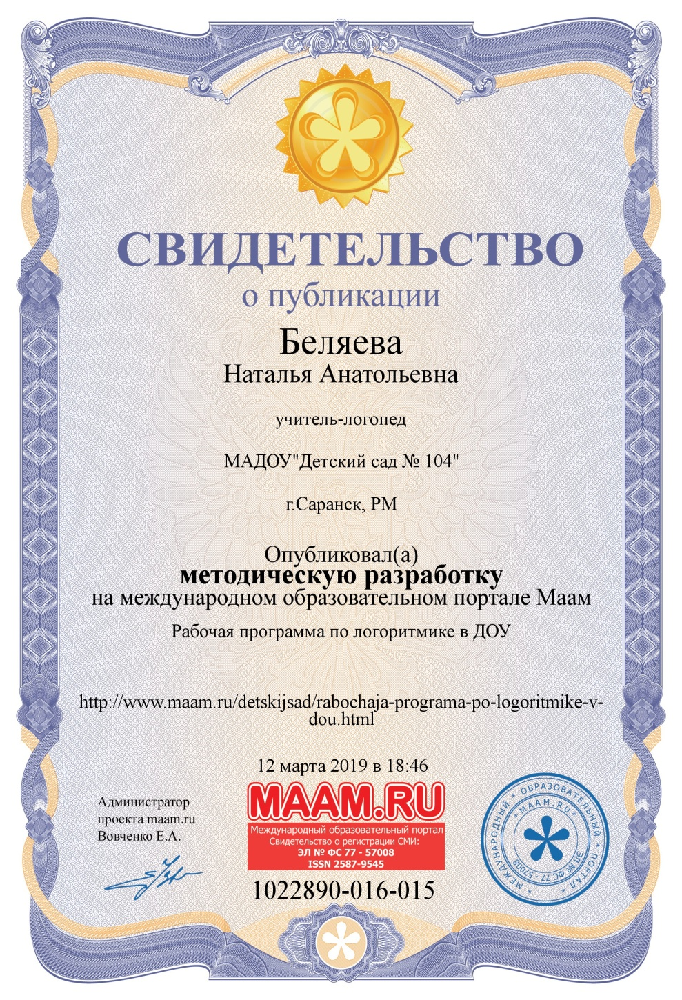 СВИДЕТЕЛЬСТВО
о публикации
Беляева
Наталья Анатольевна
учитель-логопед
МАДОУ"Детский сад № 104"
г.Саранск, РМ
Опубликовал(а)
методическую разработку
на международном образовательном портале Маам
Рабочая программа по логоритмике в ДОУ
http://www.maam.ru/detskijsad/rabochaja-programa-po-logoritmike-v-
dou.html
12 марта 2019 в 18:46
Администратор
проекта maam.ru
Вовченко Е.А.
MAAM.RU
Международный образовательный портал
Свидетельство о регистрации СМИ:
ЭЛ № ФС 77 - 57008
ISSN 2587-9545
1022890-016-015
* МЕЖДУНАРОДНЫЙ * ОБРАЗОВАТЕЛЬНЫЙ * ПОРТАЛ *
* MAAM.RU *
ЭЛ № ФС 77 - 57008